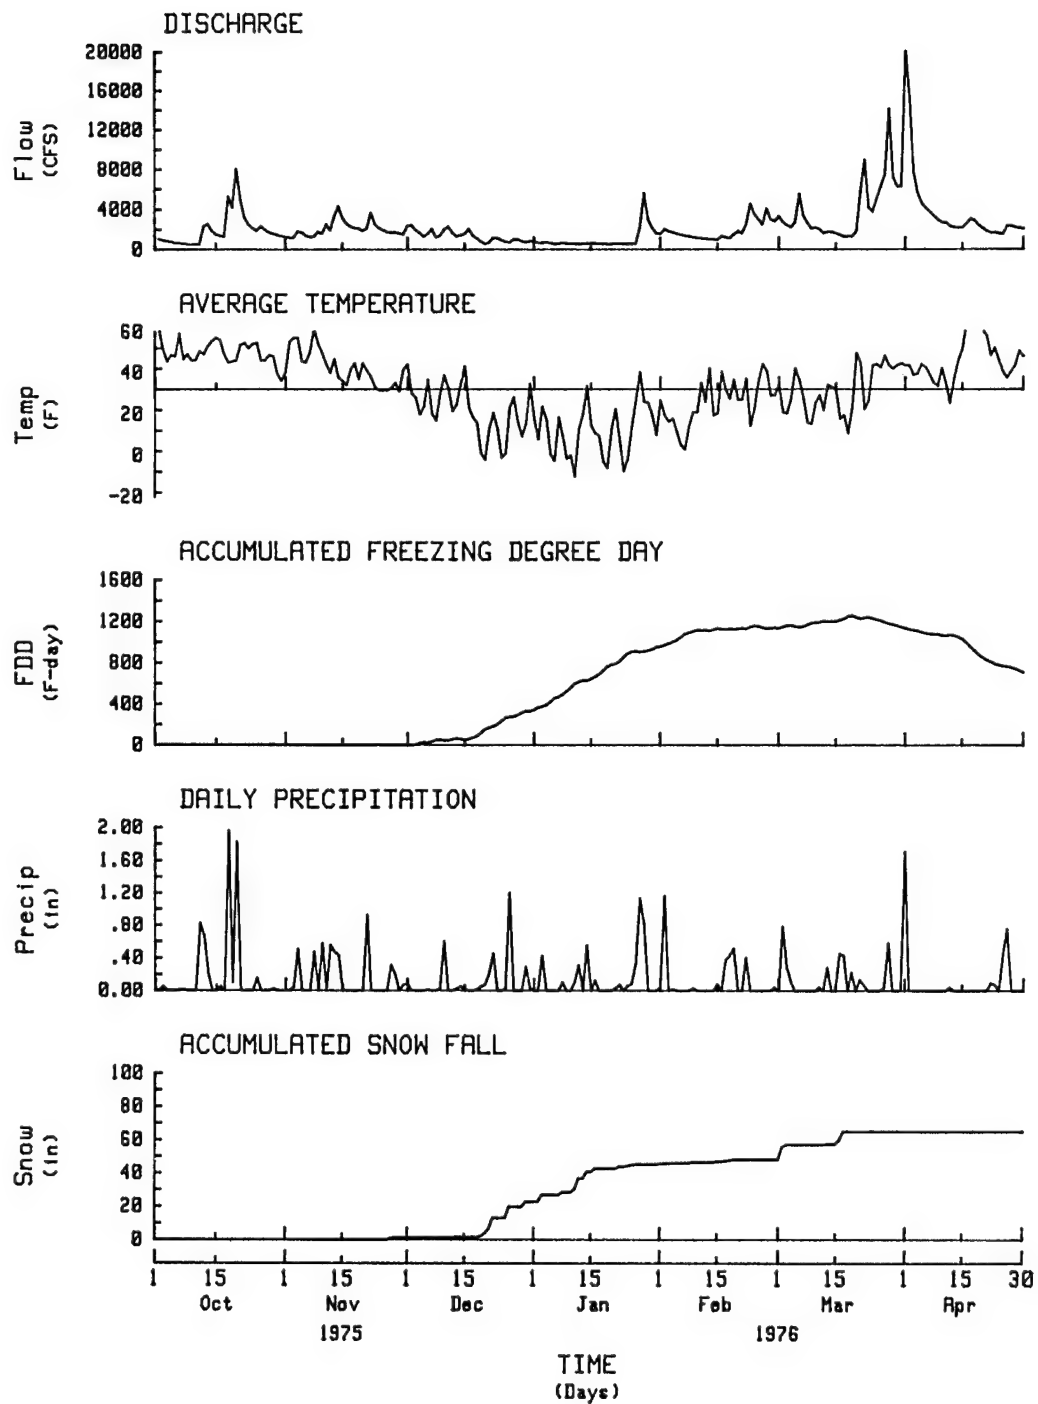 DISCHARGE
20000
16000
12000
8000
4000
0
Flow
(CFS)
AVERAGE TEMPERATURE
60
40
20
0
-20
Temp
(F)
ACCUMULATED FREEZING DEGREE DAY
1600
1200
800
400
0
FDD
(F-day)
DAILY PRECIPITATION
2.00
1.60
1.20
.80
.40
0.00
Precip
(in)
ACCUMULATED SNOW FALL
100
80
60
40
20
0
Snow
(in)
1 15 1 15 1 15 1 15 1 15 1 15 1 15 30
Oct Nov Dec Jan Feb Mar Apr
1975 1976
TIME
(Days)